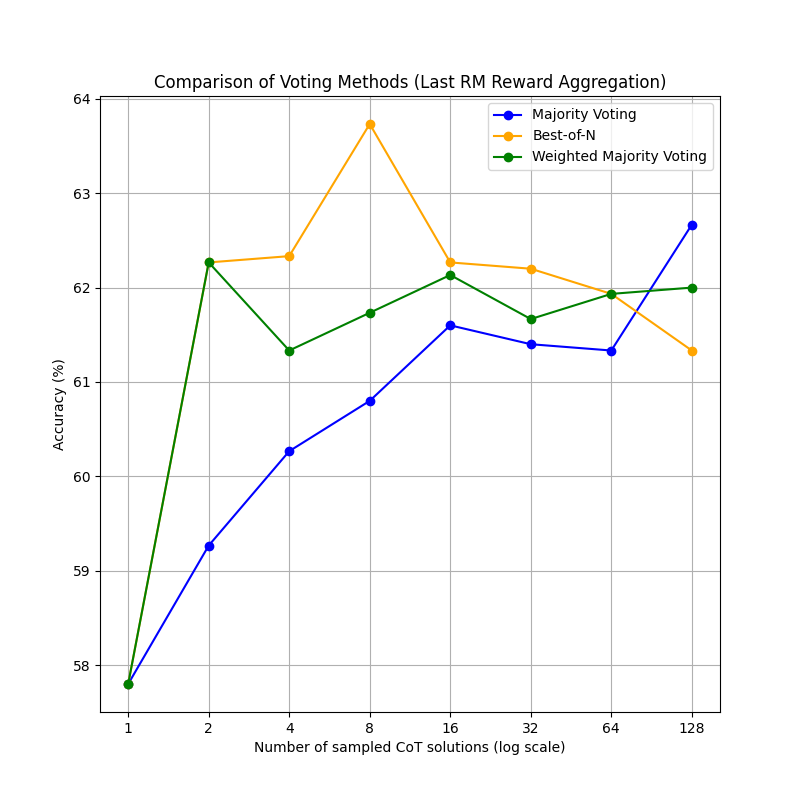 Comparison of Voting Methods (Last RM Reward Aggregation)
Majority Voting
Best-of-N
Weighted Majority Voting
Accuracy (%)
64
63
62
61
60
59
58
1 2 4 8 16 32 64 128
Number of sampled CoT solutions (log scale)